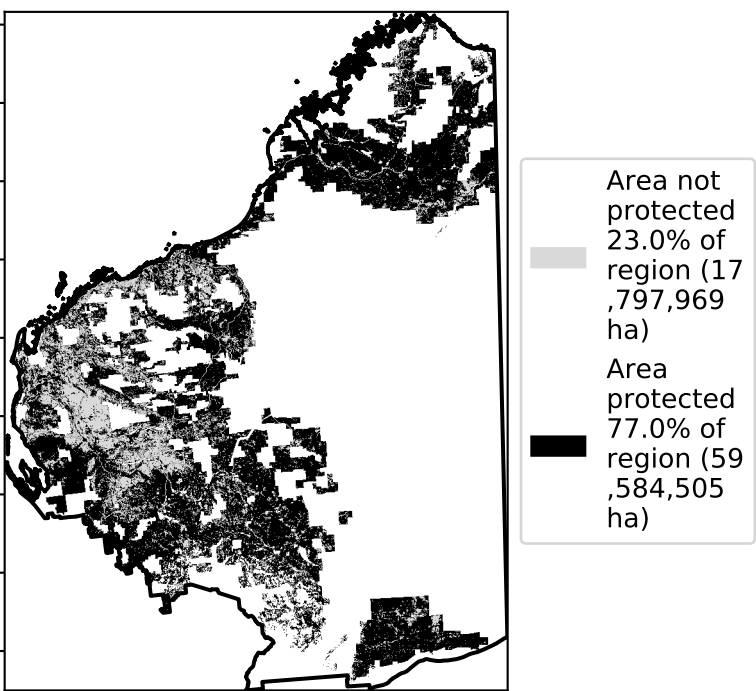 Area not
protected
23.0% of
region (17
,797,969
ha)
Area
protected
77.0% of
region (59
,584,505
ha)